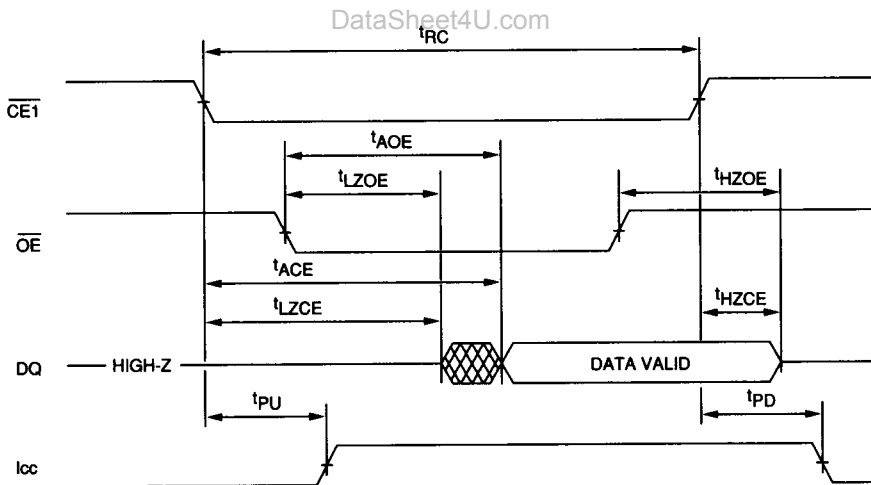 DataSheet4U.com
tRC
CE1
tAOE
tLZOE
tHZOE
OE
tACE
tLZCE
tHZCE
DQ
HIGH-Z
DATA VALID
tPU
tPD
Icc